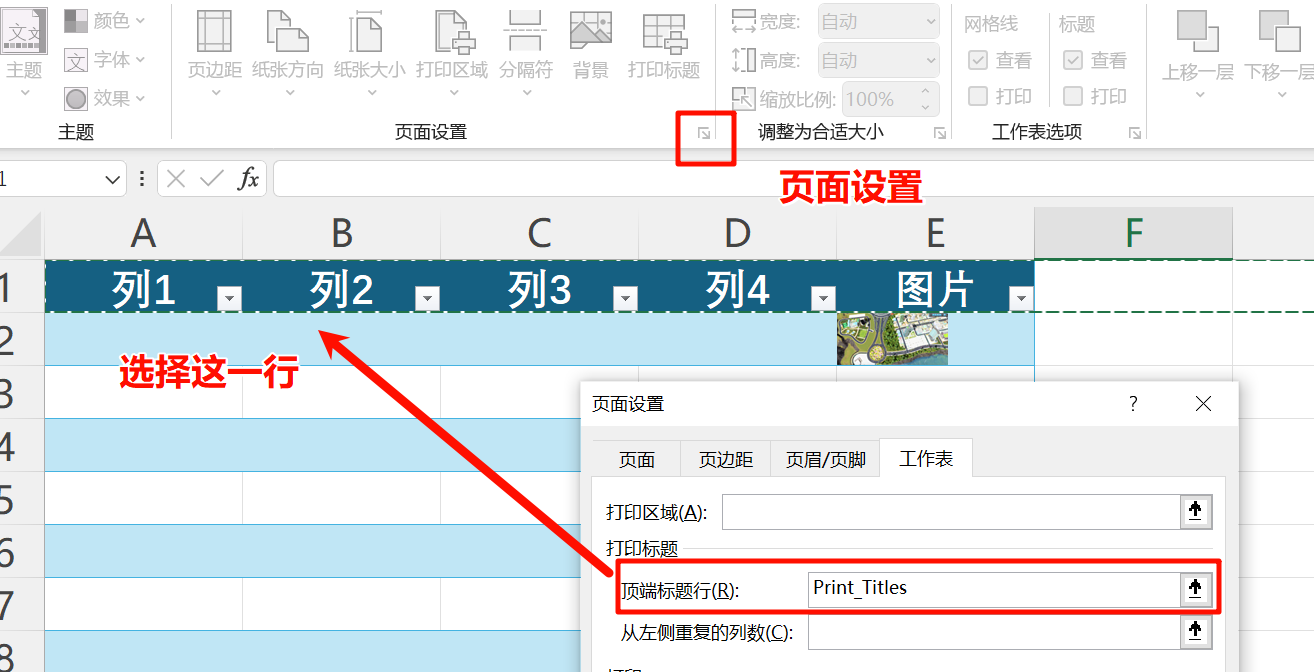 文文
颜色
宽度: 自动
网格线 标题
主题 文 字体 页边距 纸张方向 纸张大小 打印区域 分隔符 背景 打印标题
高度: 自动
查看 查看
上移一层 下移一层
效果
缩放比例: 100%
打印 打印
主题 页面设置 调整为合适大小 工作表选项
1 fx
页面设置
A B C D E F
1 列1 列2 列3 列4 图片
2
选择这一行
3
页面设置 ?
4
页面 页边距 页眉/页脚 工作表
5 打印区域(A):
打印标题
6
顶端标题行(R): Print_Titles
7
从左侧重复的列数(C):
8